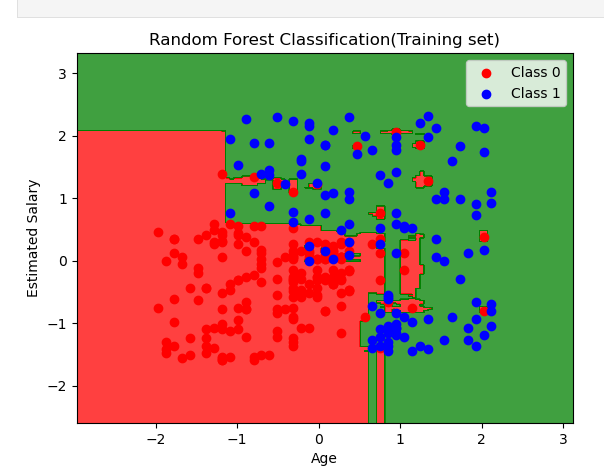 Random Forest Classification(Training set)
Class 0
Class 1
3
2
1
0
−1
−2
Estimated Salary
−2 −1 0 1 2 3
Age